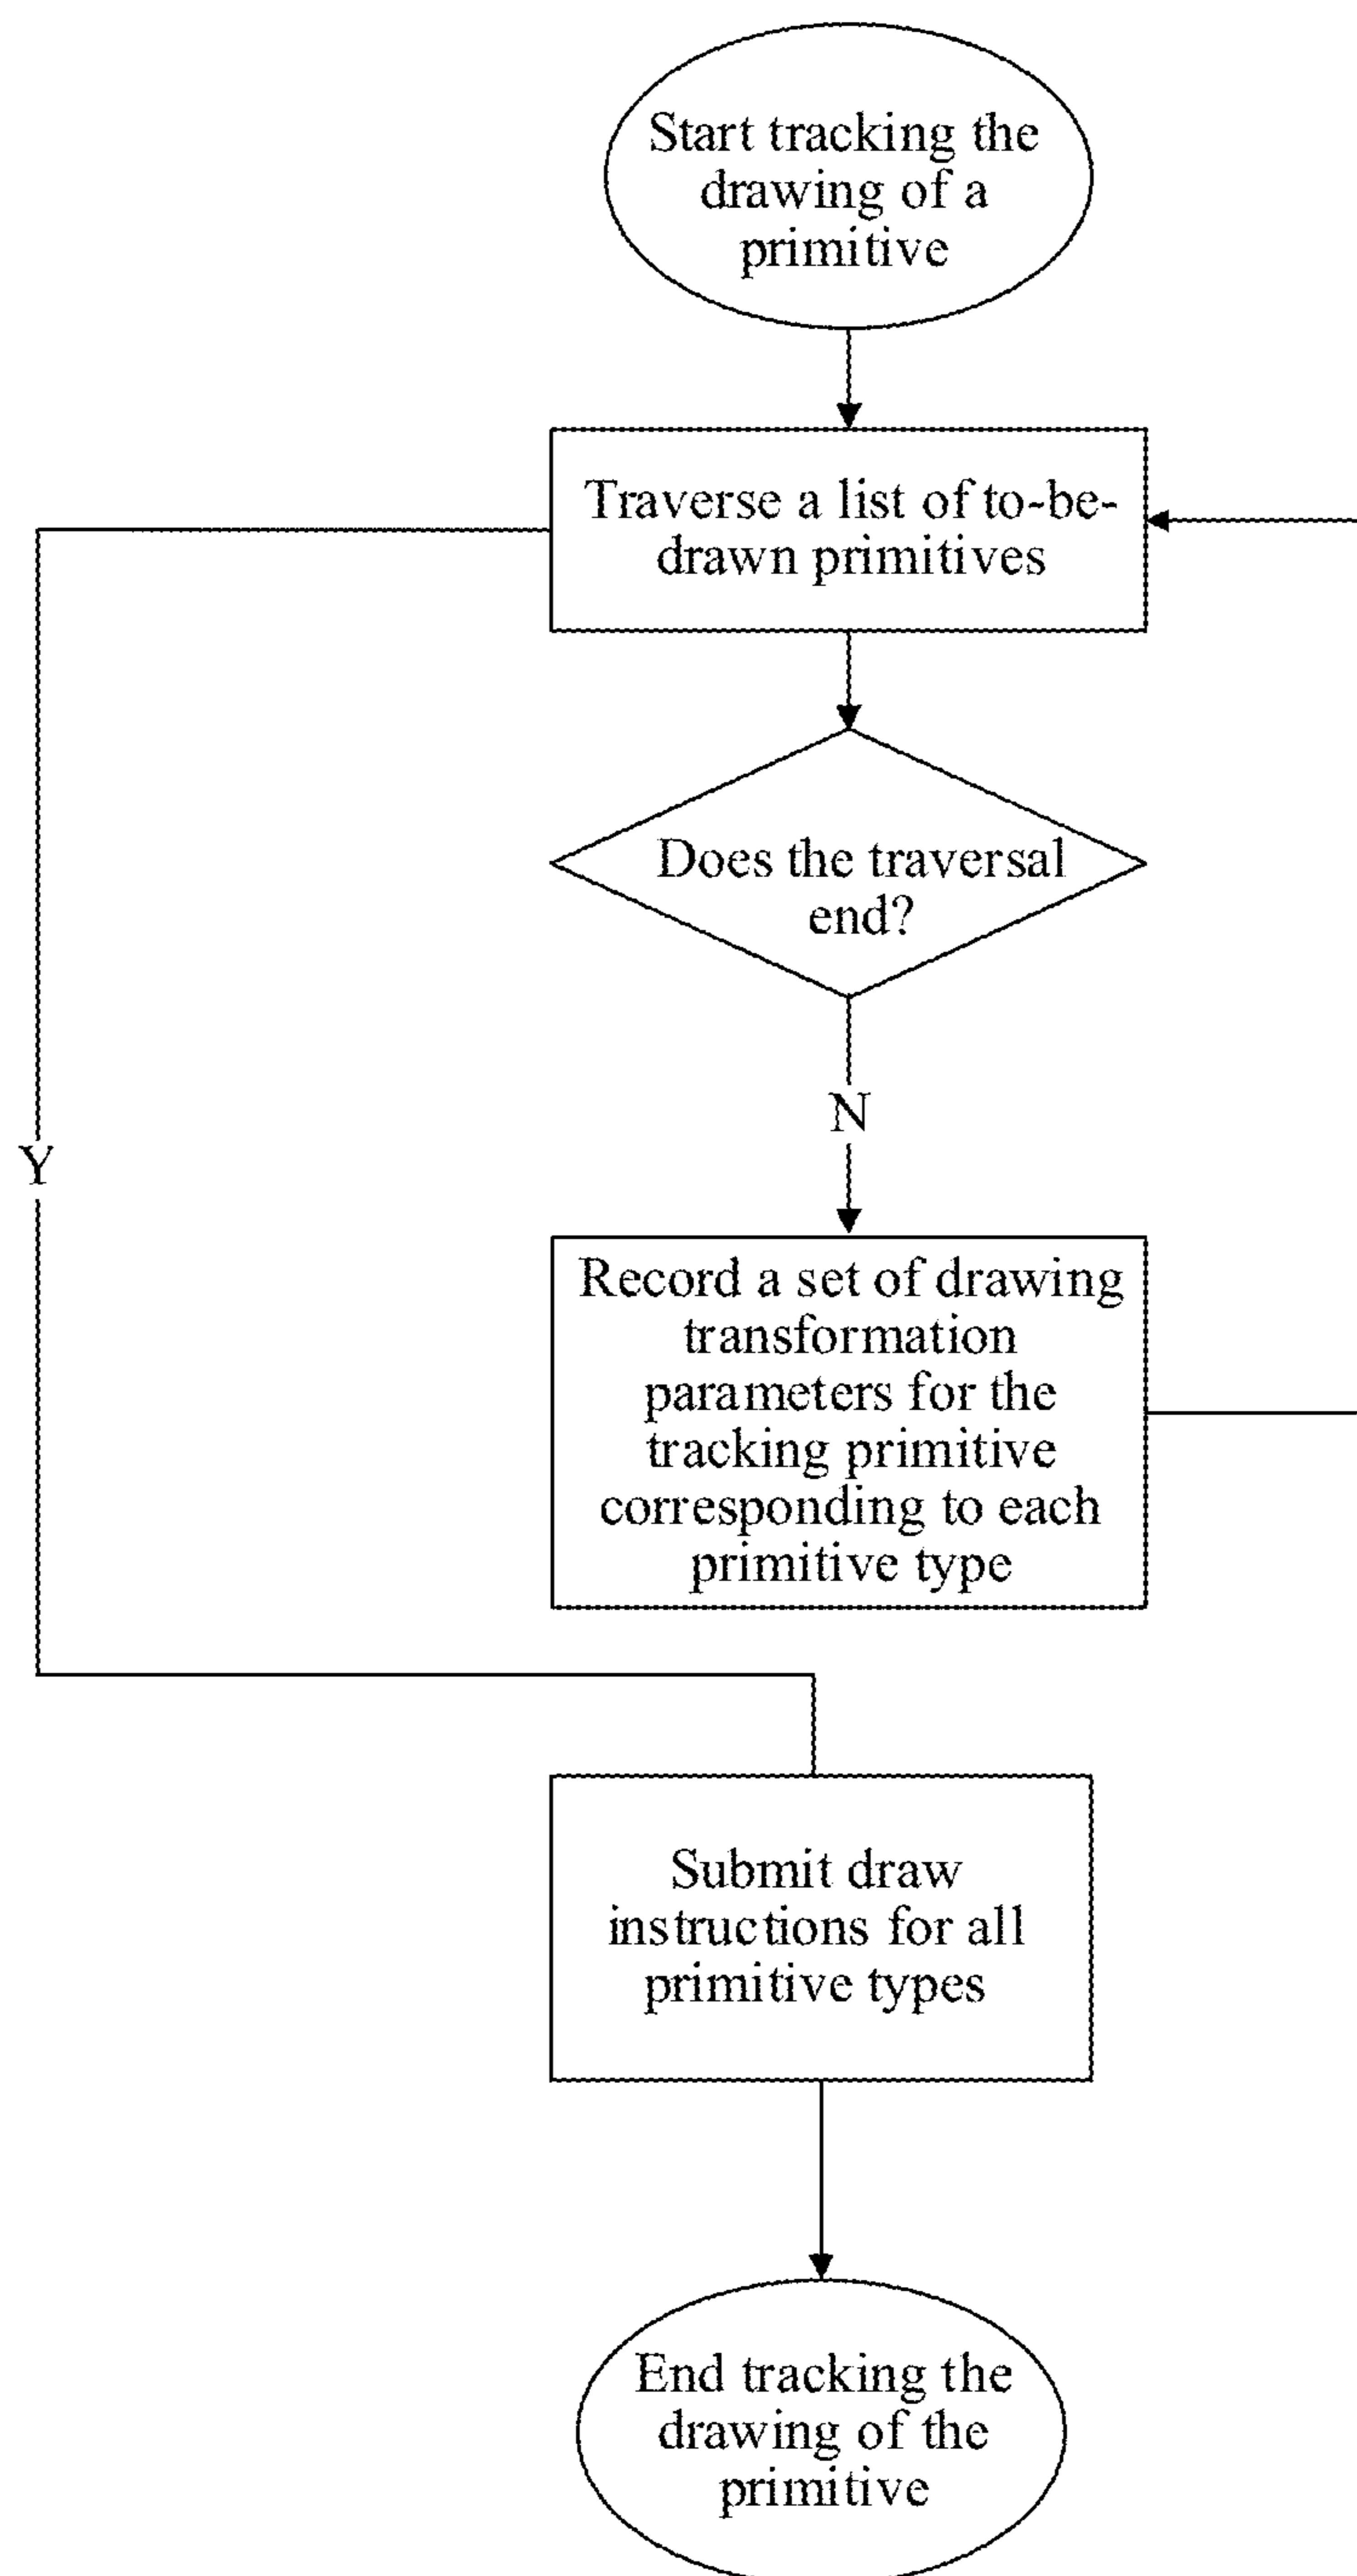 Start tracking the
drawing of a
primitive
Traverse a list of to-be-
drawn primitives
Does the traversal
end?
N
Y
Record a set of drawing
transformation
parameters for the
tracking primitive
corresponding to each
primitive type
Submit draw
instructions for all
primitive types
End tracking the
drawing of the
primitive